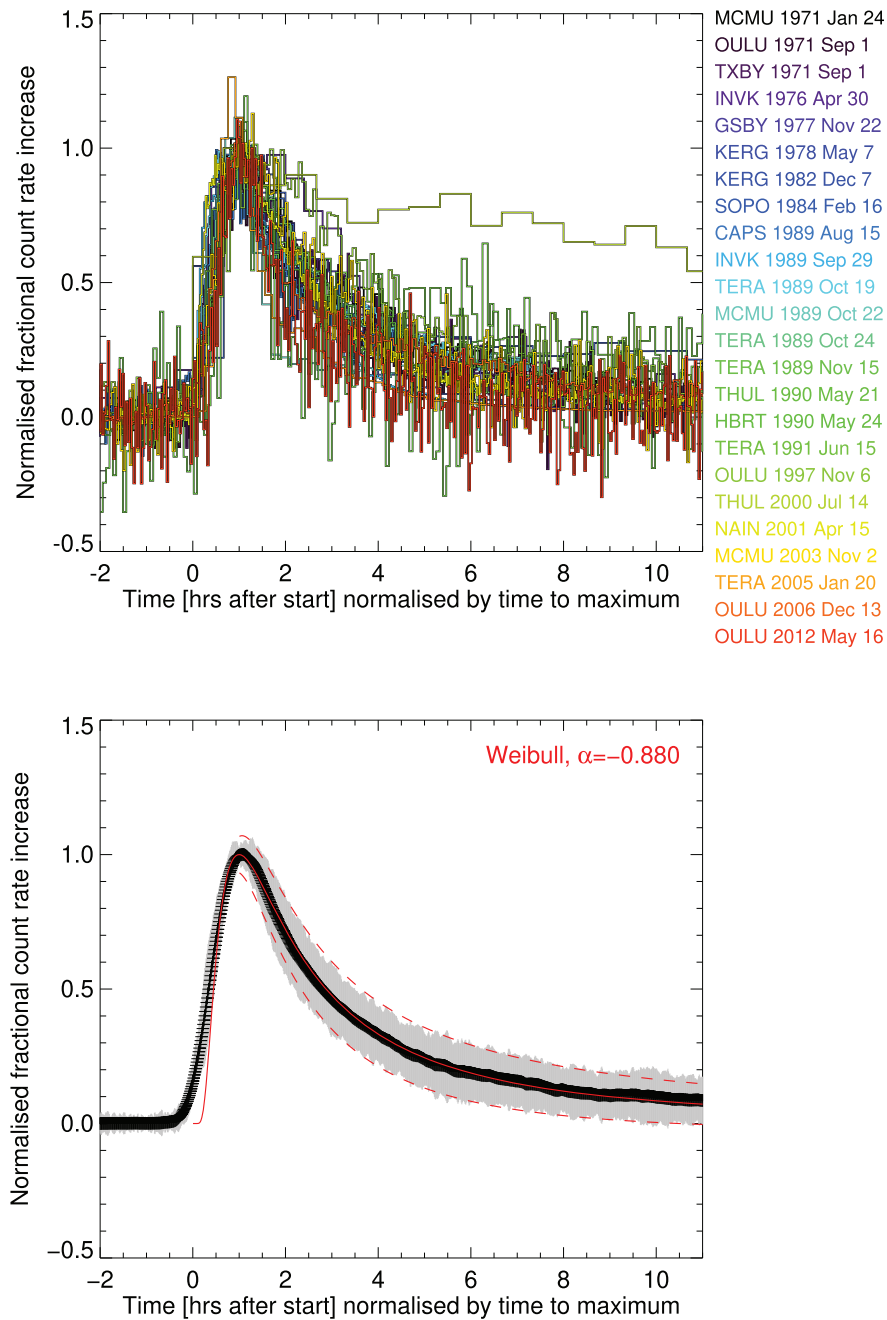 1.5
1.0
0.5
0.0
-0.5
Normalised fractional count rate increase
-2 0 2 4 6 8 10
Time [hrs after start] normalised by time to maximum
MCMU 1971 Jan 24
OULU 1971 Sep 1
TXBY 1971 Sep 1
INVK 1976 Apr 30
GSBY 1977 Nov 22
KERG 1978 May 7
KERG 1982 Dec 7
SOPO 1984 Feb 16
CAPS 1989 Aug 15
INVK 1989 Sep 29
TERA 1989 Oct 19
MCMU 1989 Oct 22
TERA 1989 Oct 24
TERA 1989 Nov 15
THUL 1990 May 21
HBRT 1990 May 24
TERA 1991 Jun 15
OULU 1997 Nov 6
THUL 2000 Jul 14
NAIN 2001 Apr 15
MCMU 2003 Nov 2
TERA 2005 Jan 20
OULU 2006 Dec 13
OULU 2012 May 16
Weibull, α=−0.880
1.5
1.0
0.5
0.0
−0.5
Normalised fractional count rate increase
−2 0 2 4 6 8 10
Time [hrs after start] normalised by time to maximum